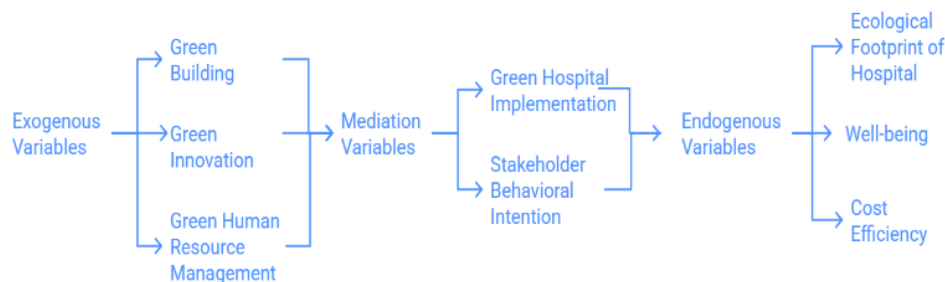 Exogenous
Variables
Green
Building
Green
Innovation
Green Human
Resource
Management
Mediation
Variables
Green Hospital
Implementation
Stakeholder
Behavioral
Intention
Endogenous
Variables
Ecological
Footprint of
Hospital
Well-being
Cost
Efficiency